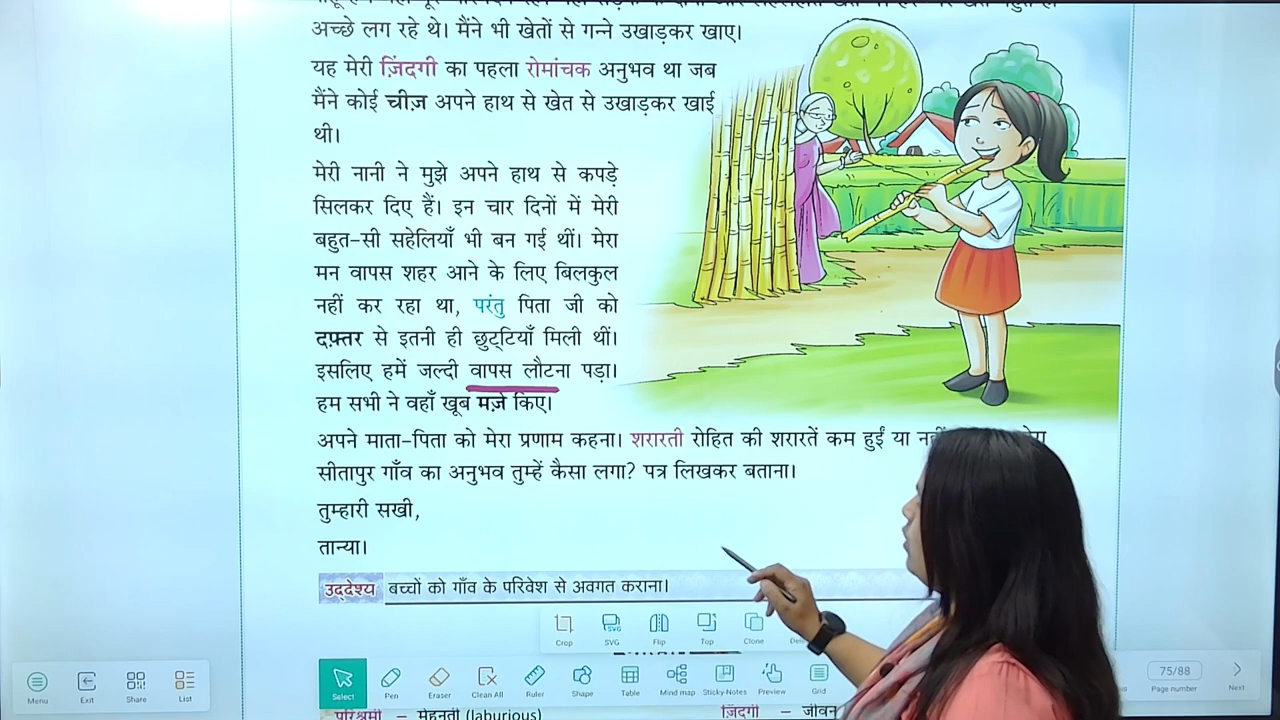 अच्छे लग रहे थे। मैंने भी खेतों से गन्ने उखाड़कर खाए।
यह मेरी ज़िंदगी का पहला रोमांचक अनुभव था जब
मैंने कोई चीज़ अपने हाथ से खेत से उखाड़कर खाई
थी।
मेरी नानी ने मुझे अपने हाथ से कपड़े
सिलकर दिए हैं। इन चार दिनों में मेरी
बहुत-सी सहेलियाँ भी बन गई थीं। मेरा
मन वापस शहर आने के लिए बिलकुल
नहीं कर रहा था, परंतु पिता जी को
दफ़्तर से इतनी ही छुट्टियाँ मिली थीं।
इसलिए हमें जल्दी वापस लौटना पड़ा।
हम सभी ने वहाँ खूब मज़े किए।
अपने माता-पिता को मेरा प्रणाम कहना। शरारती रोहित की शरारतें कम हुईं या
सीतापुर गाँव का अनुभव तुम्हें कैसा लगा? पत्र लिखकर बताना।
तुम्हारी सखी,
तान्या।
उद्देश्य बच्चों को गाँव के परिवेश से अवगत कराना।
Crop SVG Flip Top Clone
Menu Exit Share List Select Pen Eraser Clean All Ruler Shape Table Mind map Sticky-Notes Preview Grid 75/88 Page number Next
परिश्रमी – मेहनती (laburious) ज़िंदगी – जीवन